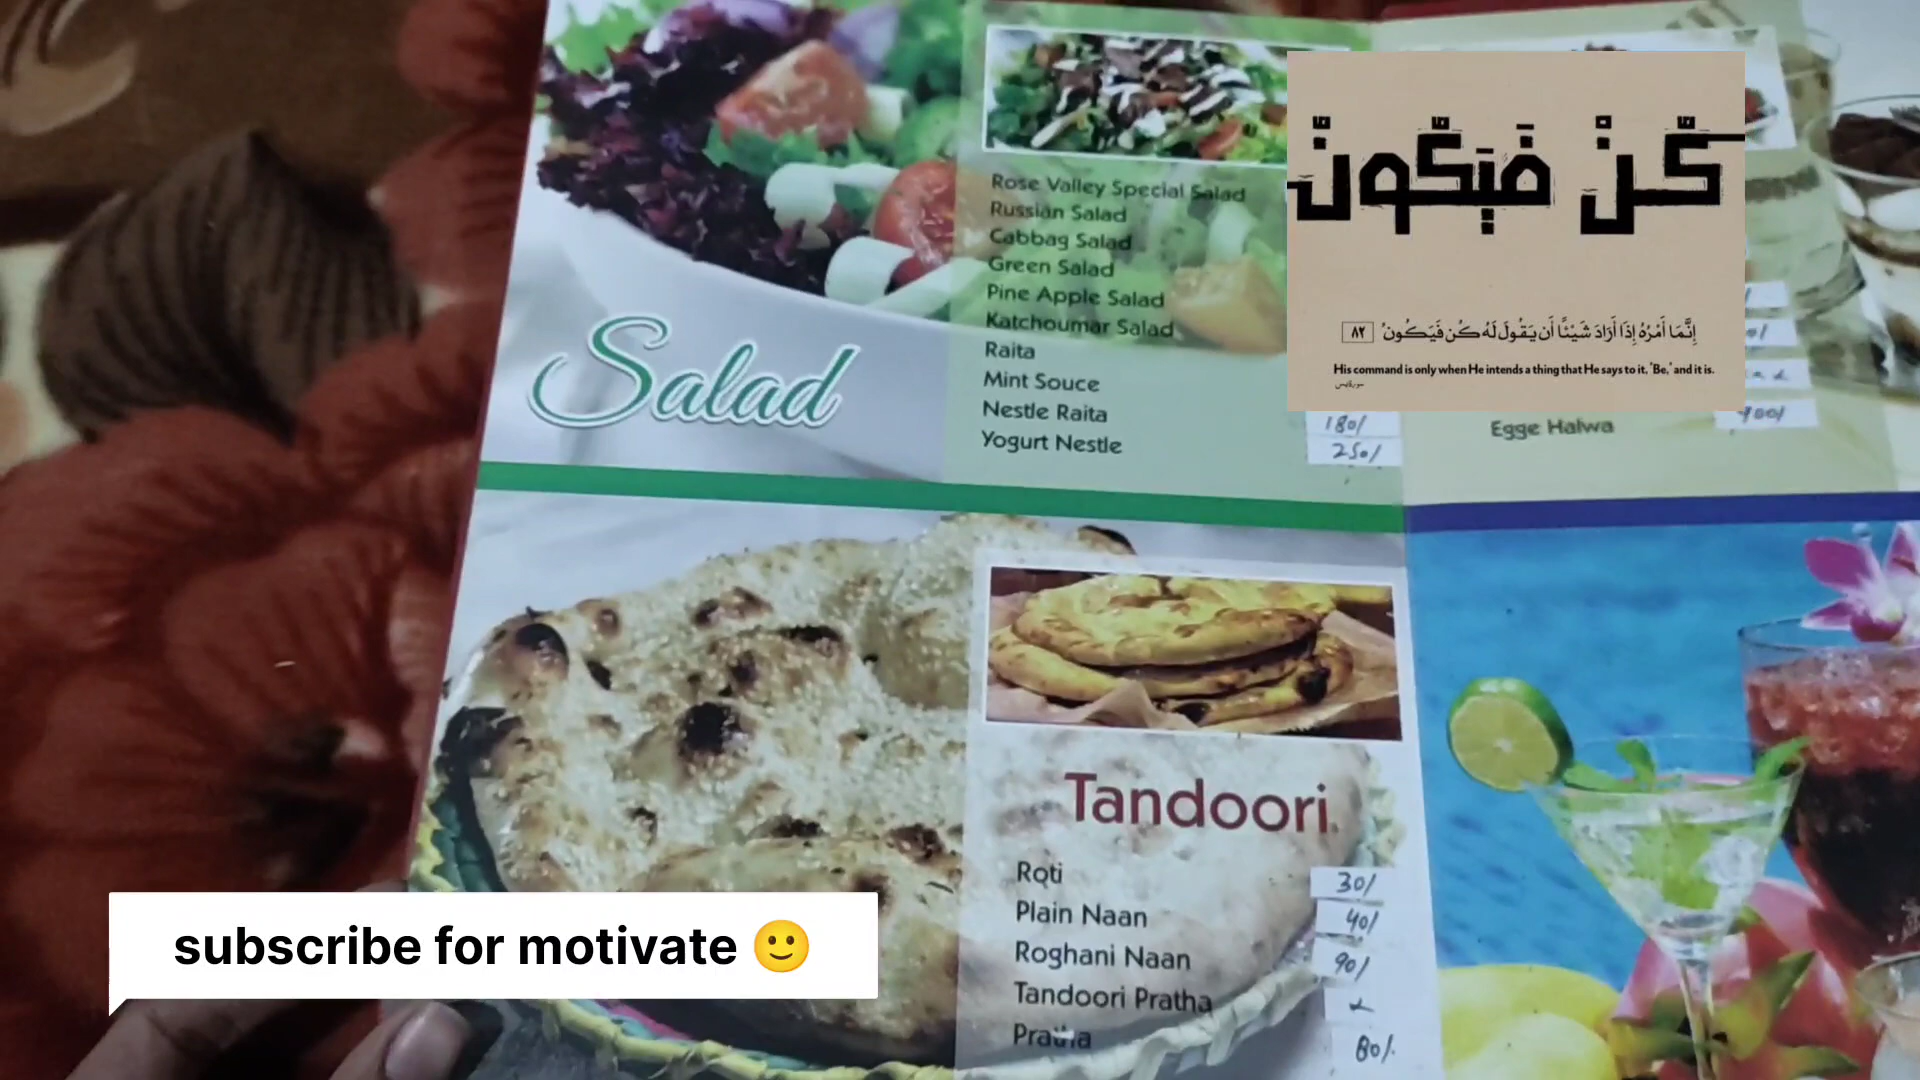 Rose Valley Special Salad
Russian Salad
Cabbag Salad
Green Salad
Pine Apple Salad
Katchoumar Salad
Raita
Mint Souce
Nestle Raita
180/
Yogurt Nestle
250/
Salad
كُنْ فَيَكُونُ
إِنَّمَا أَمْرُهُ إِذَا أَرَادَ شَيْئًا أَن يَقُولَ لَهُ كُن فَيَكُونُ ٨٢
His command is only when He intends a thing that He says to it, "Be," and it is.
Egge Halwa
Tandoori
Roti 30/
Plain Naan 40/
Roghani Naan 90/
Tandoori Pratha
Pratha 80/.
subscribe for motivate 🙂